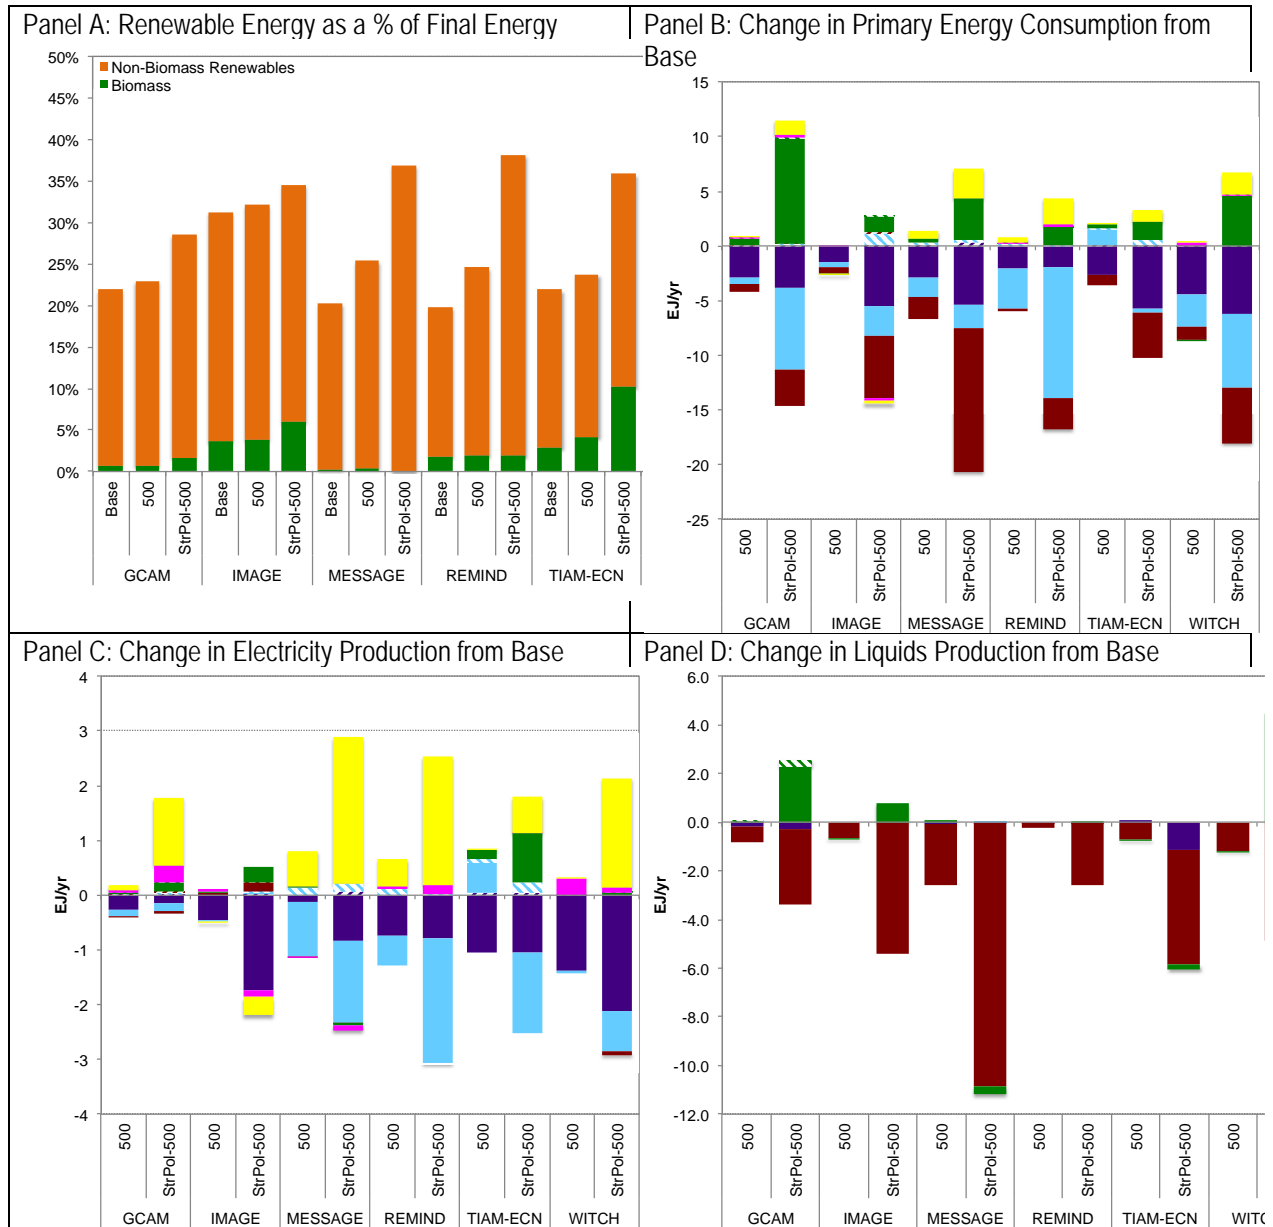 Panel A: Renewable Energy as a % of Final Energy
50%
45%
40%
35%
30%
25%
20%
15%
10%
5%
0%
Non-Biomass Renewables
Biomass
Base
500
StrPol-500
Base
500
StrPol-500
Base
500
StrPol-500
Base
500
StrPol-500
Base
500
StrPol-500
GCAM
IMAGE
MESSAGE
REMIND
TIAM-ECN
Panel B: Change in Primary Energy Consumption from
Base
15
10
5
0
-5
-10
-15
-20
-25
EJ/yr
500
StrPol-500
500
StrPol-500
500
StrPol-500
500
StrPol-500
500
StrPol-500
500
StrPol-500
GCAM
IMAGE
MESSAGE
REMIND
TIAM-ECN
WITCH
Panel C: Change in Electricity Production from Base
4
3
2
1
0
-1
-2
-3
-4
EJ/yr
500
StrPol-500
500
StrPol-500
500
StrPol-500
500
StrPol-500
500
StrPol-500
500
StrPol-500
GCAM
IMAGE
MESSAGE
REMIND
TIAM-ECN
WITCH
Panel D: Change in Liquids Production from Base
6.0
4.0
2.0
0.0
-2.0
-4.0
-6.0
-8.0
-10.0
-12.0
EJ/yr
500
StrPol-500
500
StrPol-500
500
StrPol-500
500
StrPol-500
500
StrPol-500
500
GCAM
IMAGE
MESSAGE
REMIND
TIAM-ECN